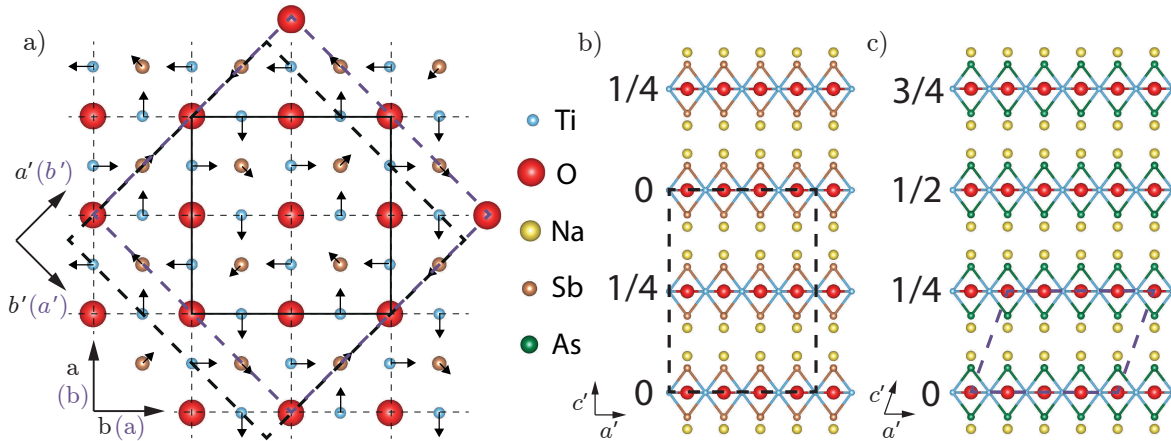 a)
a′(b′)
b′(a′)
a
(b)
b(a)
Ti
O
Na
Sb
As
b)
1/4
0
1/4
0
c′
a′
c)
3/4
1/2
1/4
0
c′
a′